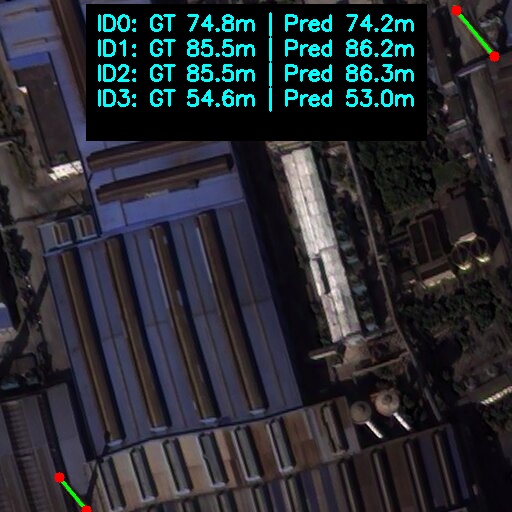 ID0: GT 74.8m | Pred 74.2m
ID1: GT 85.5m | Pred 86.2m
ID2: GT 85.5m | Pred 86.3m
ID3: GT 54.6m | Pred 53.0m